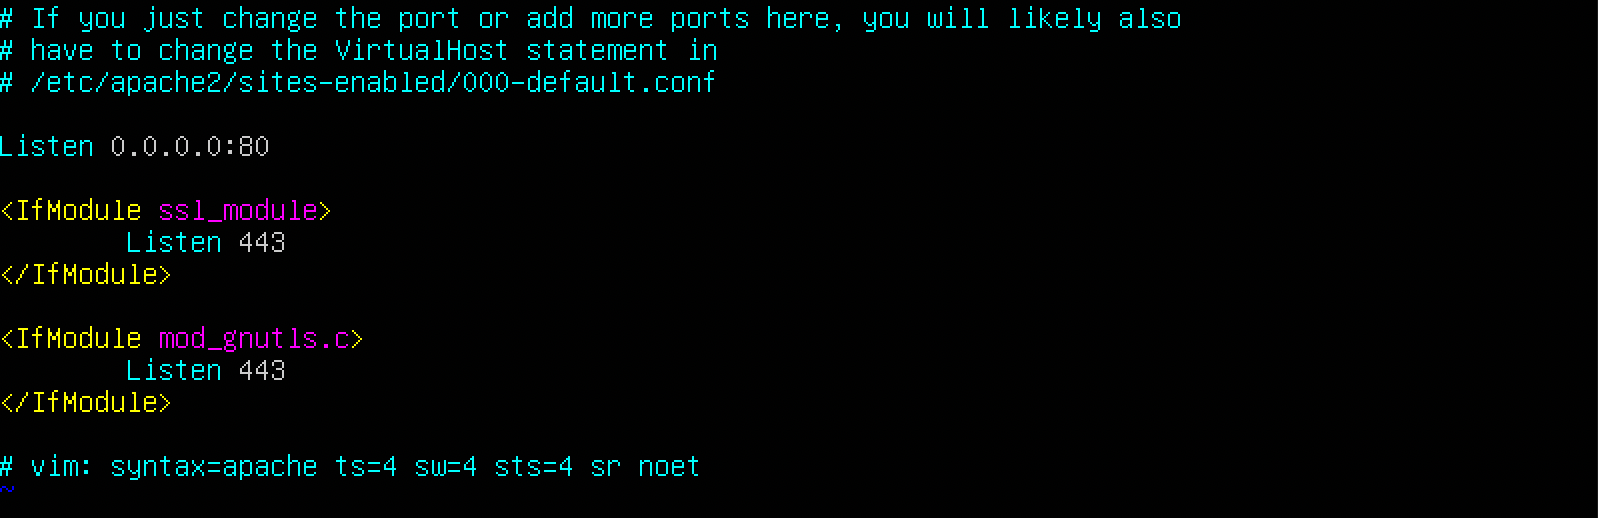 # If you just change the port or add more ports here, you will likely also
# have to change the VirtualHost statement in
# /etc/apache2/sites-enabled/000-default.conf

Listen 0.0.0.0:80

<IfModule ssl_module>
        Listen 443
</IfModule>

<IfModule mod_gnutls.c>
        Listen 443
</IfModule>

# vim: syntax=apache ts=4 sw=4 sts=4 sr noet
~